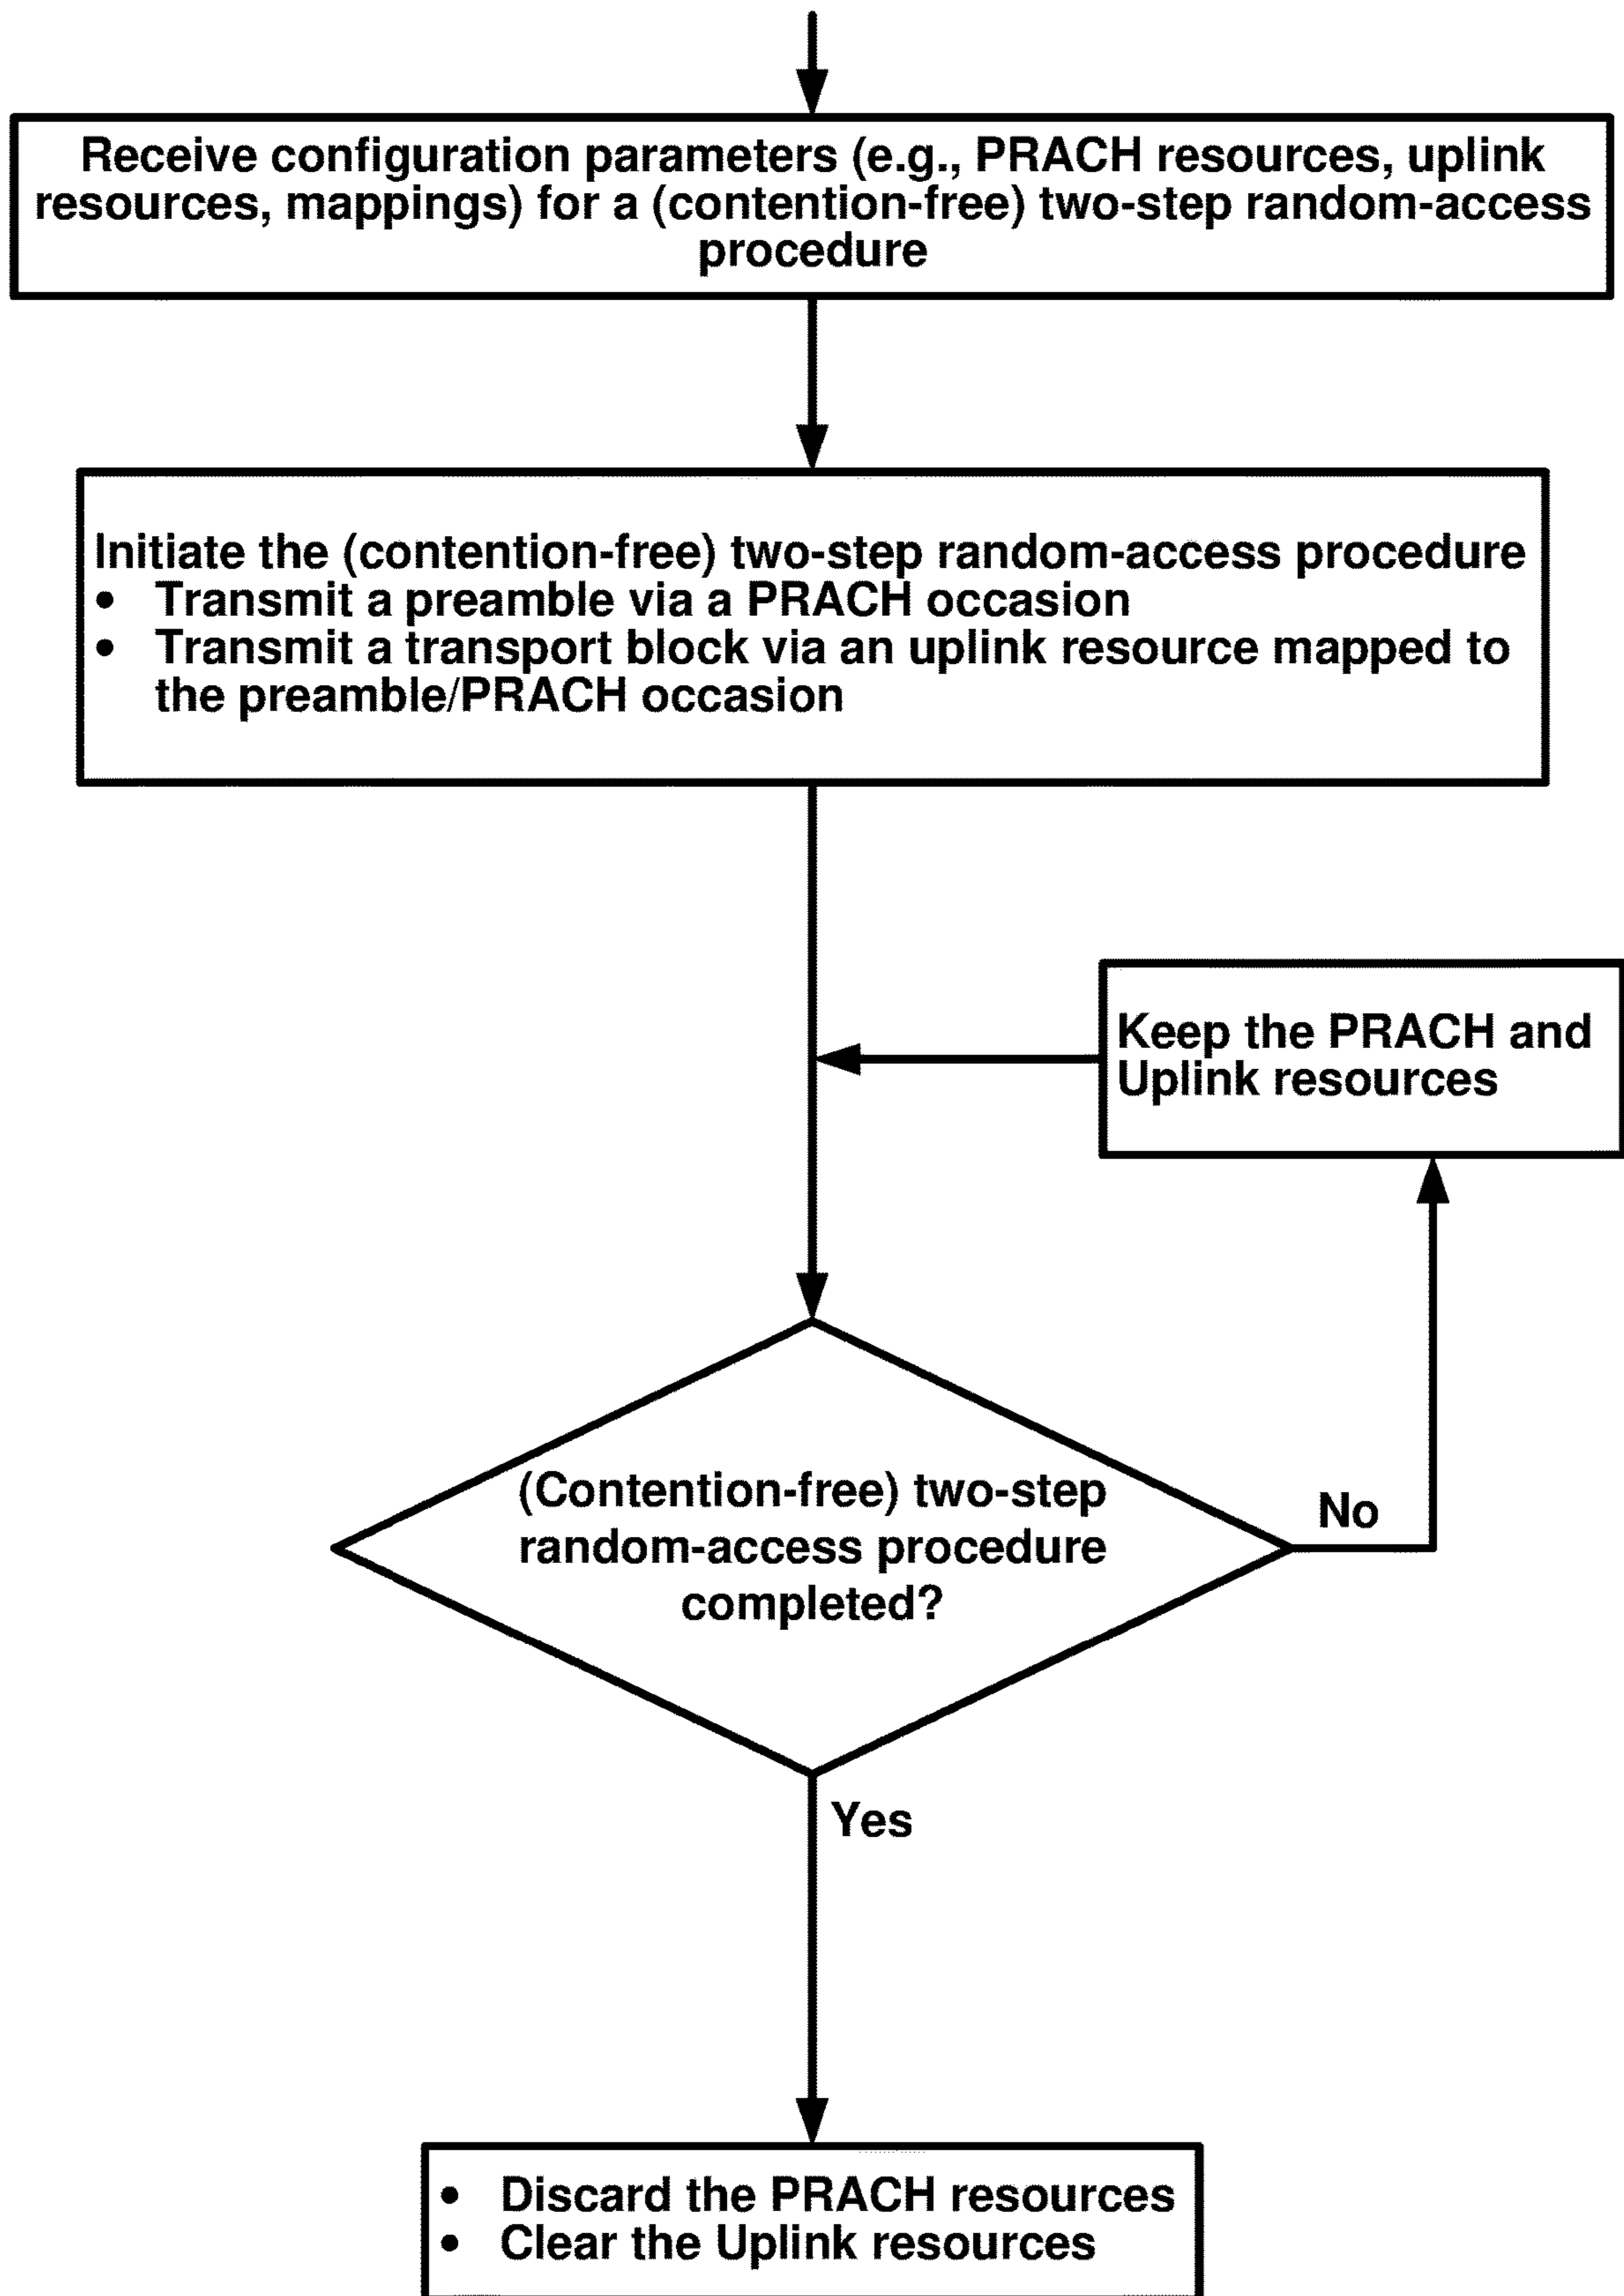 Receive configuration parameters (e.g., PRACH resources, uplink
resources, mappings) for a (contention-free) two-step random-access
procedure
Initiate the (contention-free) two-step random-access procedure
• Transmit a preamble via a PRACH occasion
• Transmit a transport block via an uplink resource mapped to
the preamble/PRACH occasion
Keep the PRACH and
Uplink resources
(Contention-free) two-step
random-access procedure
completed?
No
Yes
• Discard the PRACH resources
• Clear the Uplink resources